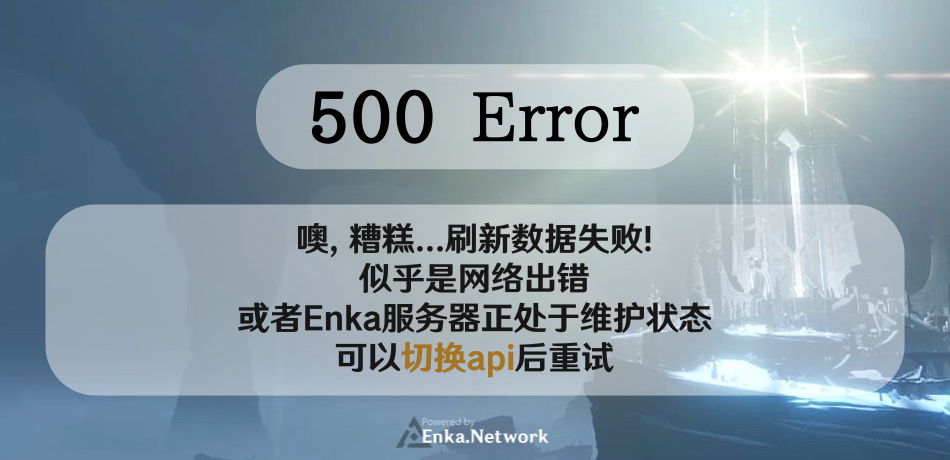 500 Error
噢, 糟糕...刷新数据失败!
似乎是网络出错
或者Enka服务器正处于维护状态
可以切换api后重试
Powered by
Enka.Network